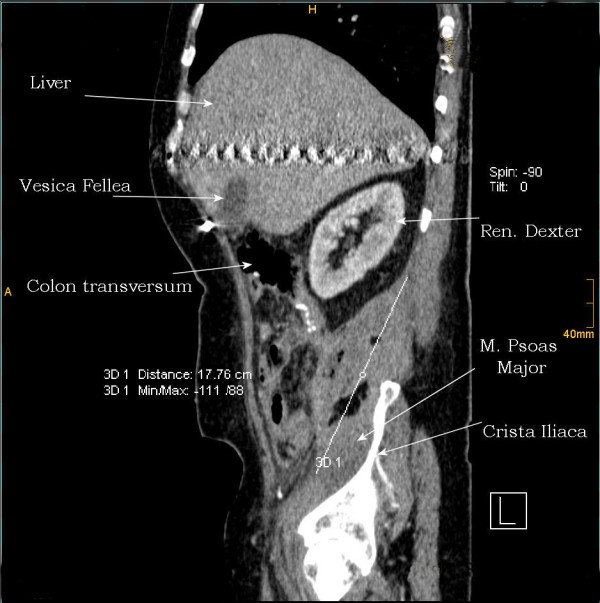 H
Liver
Spin: -90
Tilt: 0
Vesica Fellea
Ren. Dexter
Colon transversum
A
40mm
M. Psoas
Major
3D 1 Distance: 17.76 cm
3D 1 Min/Max: -111 /88
Crista Iliaca
3D 1
L